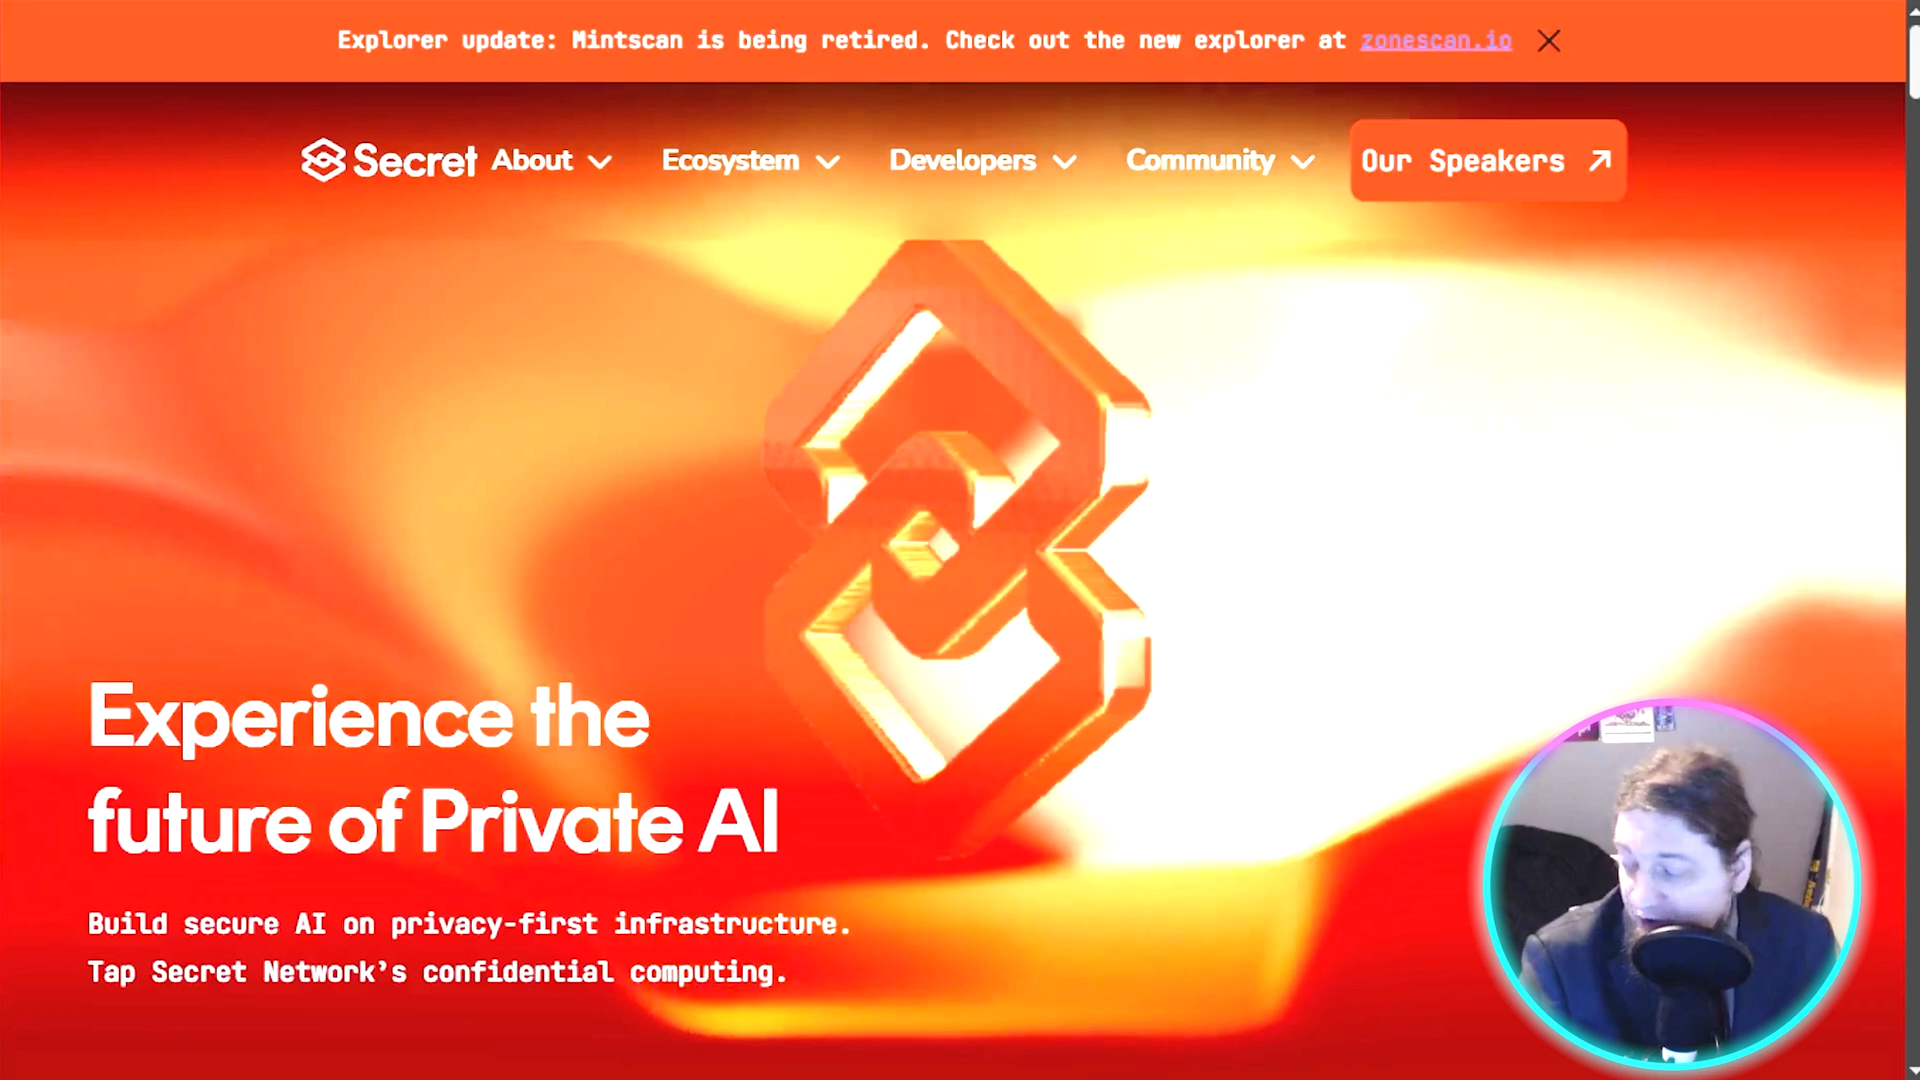 Explorer update: Mintscan is being retired. Check out the new explorer at zonescan.io
Secret About Ecosystem Developers Community Our Speakers
Experience the
future of Private AI
Build secure AI on privacy-first infrastructure.
Tap Secret Network’s confidential computing.